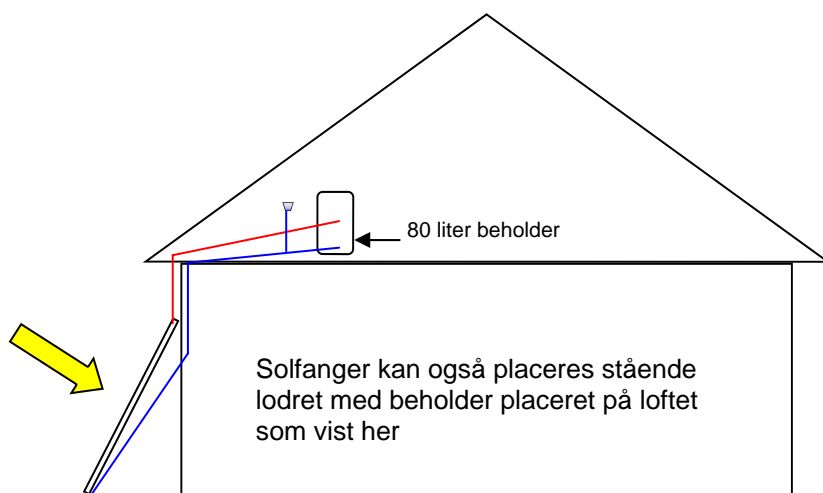 80 liter beholder
Solfanger kan også placeres stående
lodret med beholder placeret på loftet
som vist her